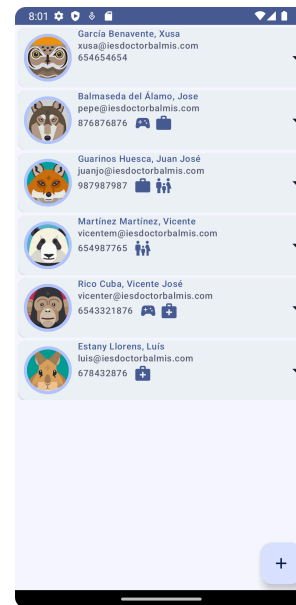 8:01
García Benavente, Xusa
xusa@iesdoctorbalmis.com
654654654
Balmaseda del Álamo, Jose
pepe@iesdoctorbalmis.com
876876876
Guarinos Huesca, Juan José
juanjo@iesdoctorbalmis.com
987987987
Martínez Martínez, Vicente
vicentem@iesdoctorbalmis.com
654987765
Rico Cuba, Vicente José
vicenter@iesdoctorbalmis.com
6543321876
Estany Llorens, Luís
luis@iesdoctorbalmis.com
678432876
+